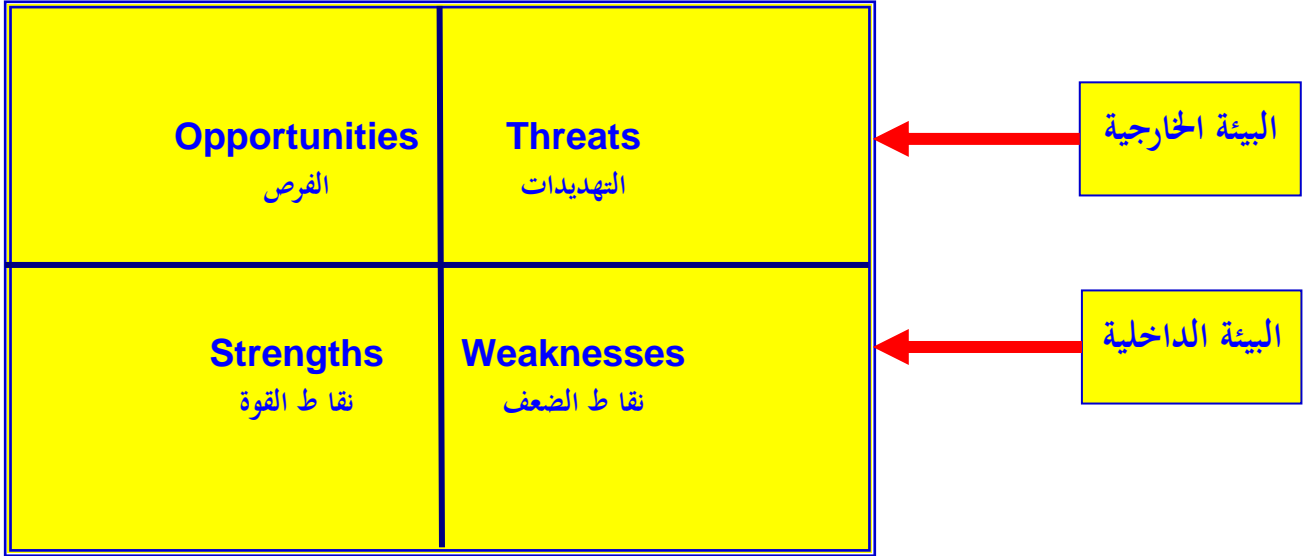 Opportunities
الفرص
Threats
التهديدات
البيئة الخارجية
Strengths
نقا ط القوة
Weaknesses
نقا ط الضعف
البيئة الداخلية